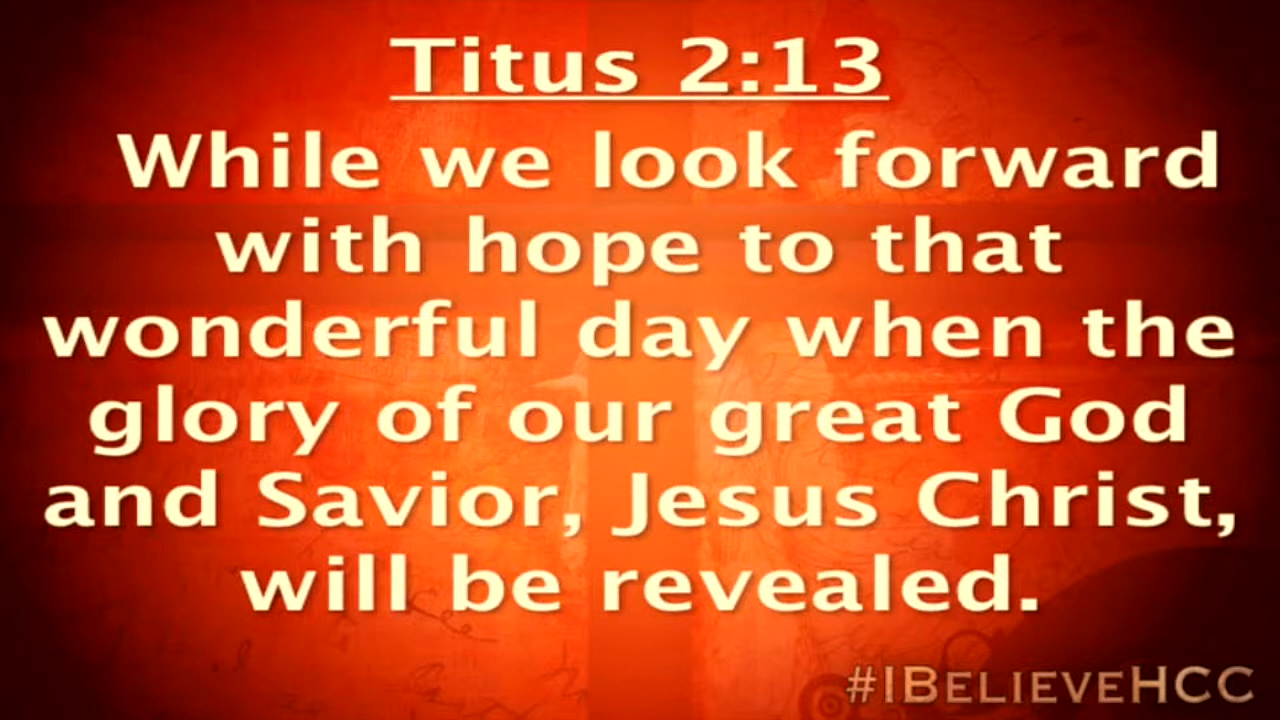 Titus 2:13
While we look forward
with hope to that
wonderful day when the
glory of our great God
and Savior, Jesus Christ,
will be revealed.
#IBELIEVEHCC